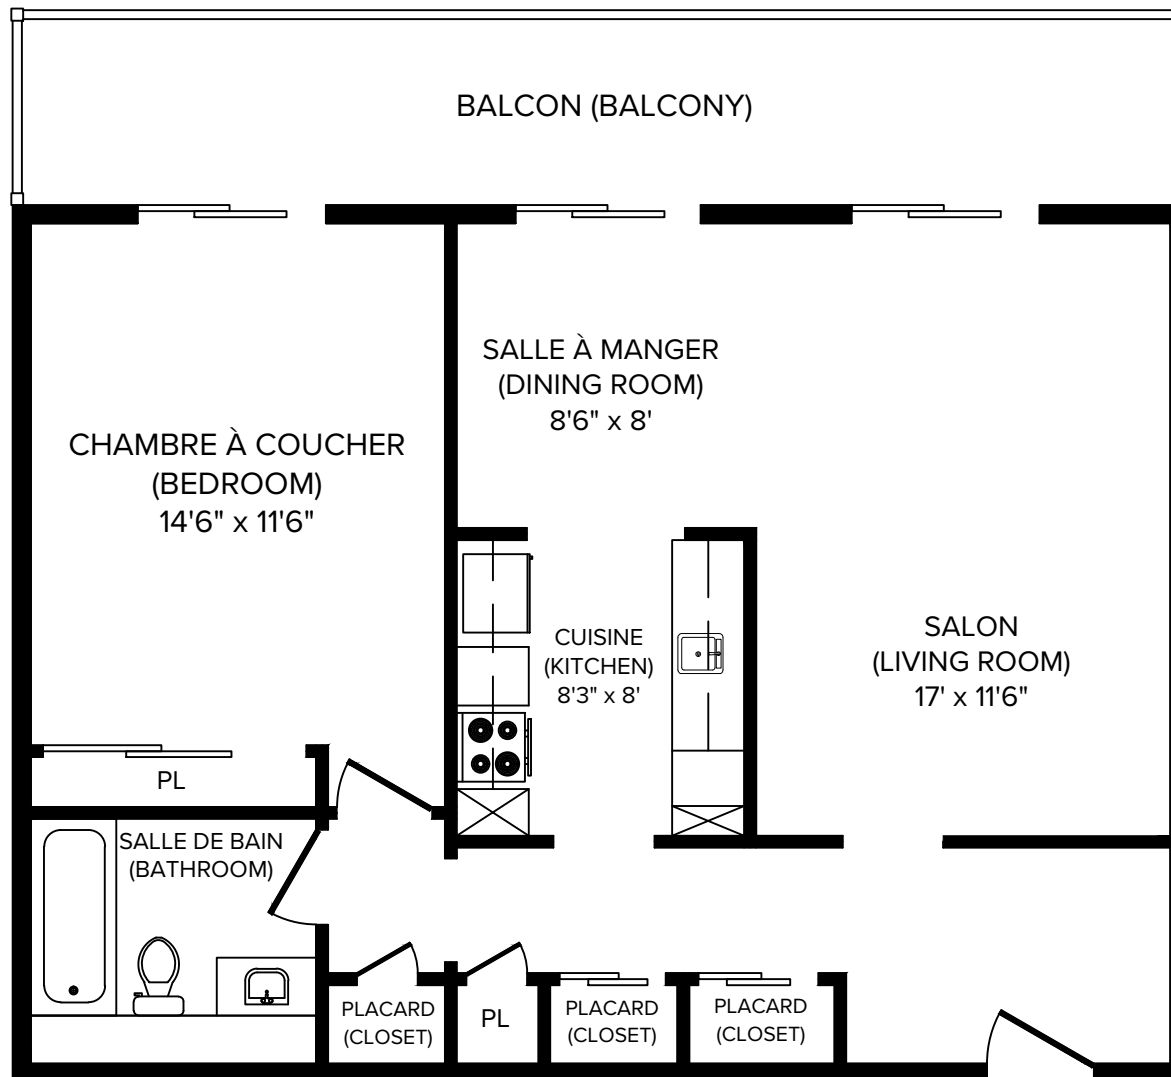 BALCON (BALCONY)
SALLE À MANGER
(DINING ROOM)
8'6" x 8'
CHAMBRE À COUCHER
(BEDROOM)
14'6" x 11'6"
CUISINE
(KITCHEN)
8'3" x 8'
SALON
(LIVING ROOM)
17' x 11'6"
PL
SALLE DE BAIN
(BATHROOM)
PLACARD
(CLOSET)
PL
PLACARD
(CLOSET)
PLACARD
(CLOSET)